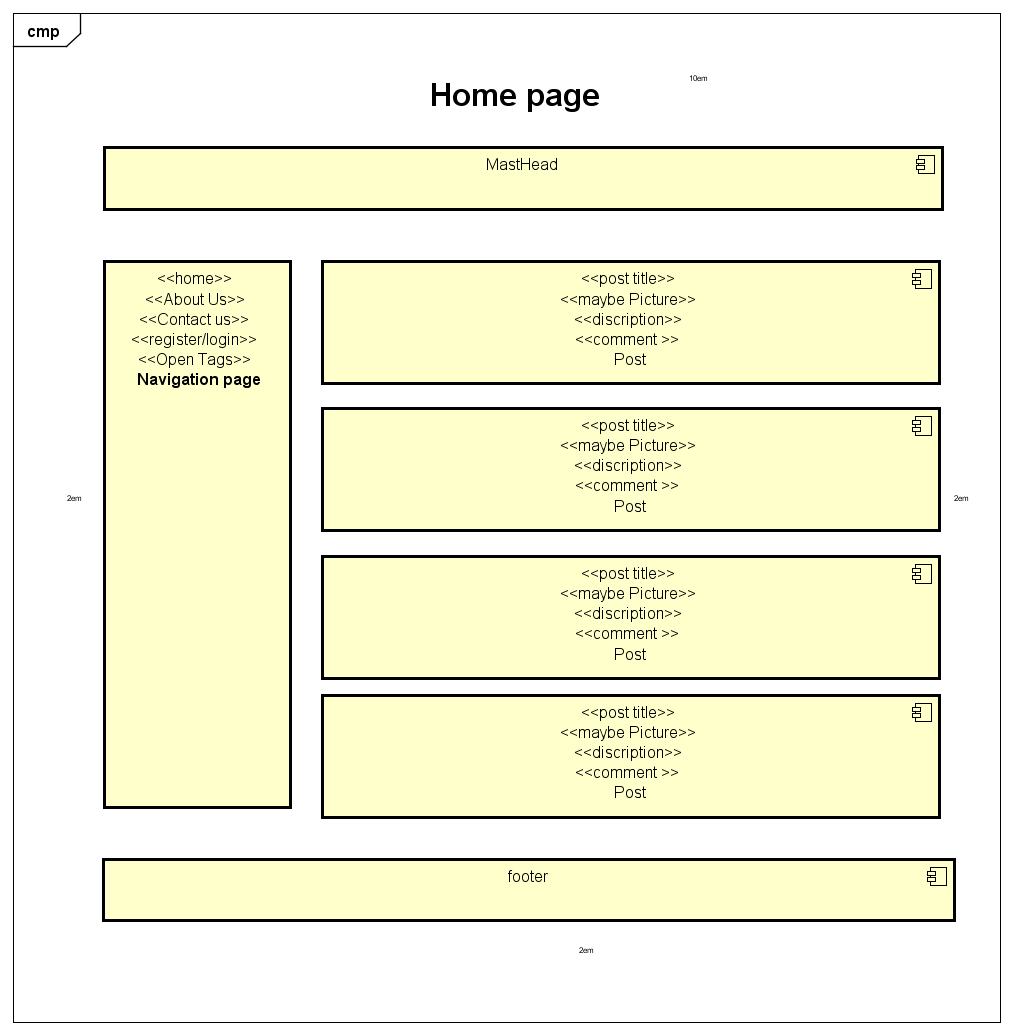 cmp
10em
Home page
MastHead
<<home>>
<<About Us>>
<<Contact us>>
<<register/login>>
<<Open Tags>>
Navigation page
<<post title>>
<<maybe Picture>>
<<discription>>
<<comment >>
Post
<<post title>>
<<maybe Picture>>
<<discription>>
<<comment >>
Post
2em
2em
<<post title>>
<<maybe Picture>>
<<discription>>
<<comment >>
Post
<<post title>>
<<maybe Picture>>
<<discription>>
<<comment >>
Post
footer
2em